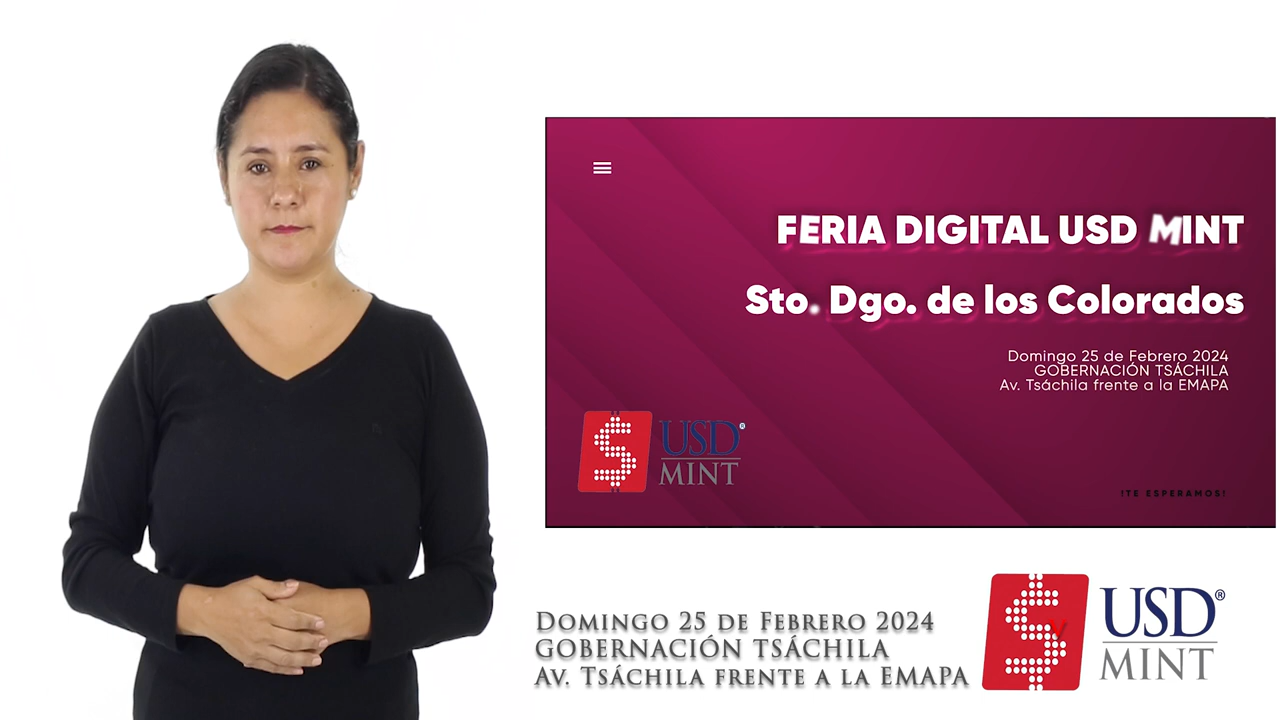 FERIA DIGITAL USD MINT
Sto. Dgo. de los Colorados
Domingo 25 de Febrero 2024
GOBERNACIÓN TSÁCHILA
Av. Tsáchila frente a la EMAPA
$ USD®
MINT
!TE ESPERAMOS!
Domingo 25 de Febrero 2024
GOBERNACIÓN TSÁCHILA
Av. Tsáchila frente a la EMAPA
$ USD®
MINT